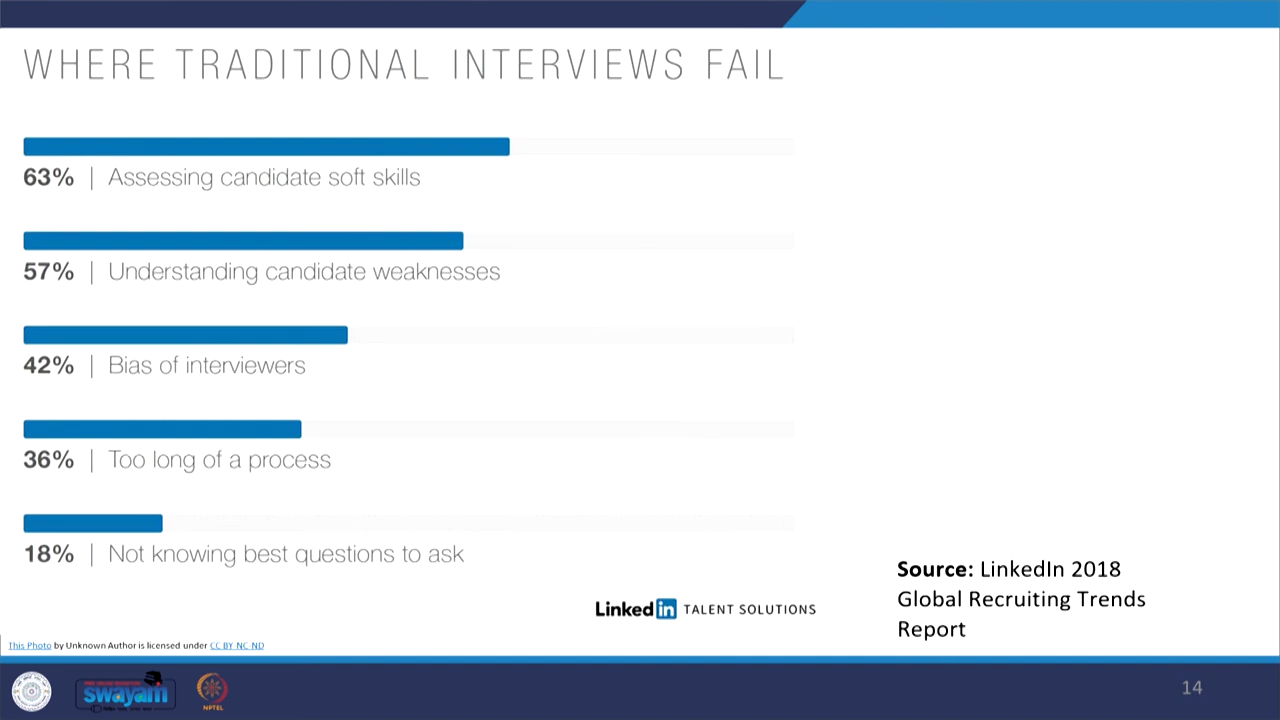 WHERE TRADITIONAL INTERVIEWS FAIL
63% | Assessing candidate soft skills
57% | Understanding candidate weaknesses
42% | Bias of interviewers
36% | Too long of a process
18% | Not knowing best questions to ask
Linked in TALENT SOLUTIONS
Source: LinkedIn 2018
Global Recruiting Trends
Report
This Photo by Unknown Author is licensed under CC BY-NC-ND
swayam
NPTEL
14